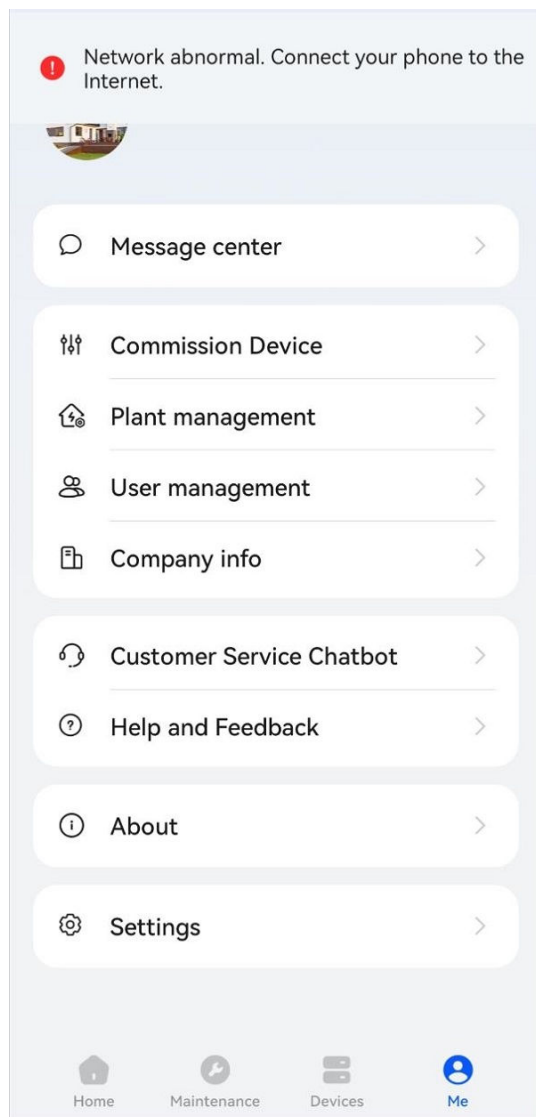 Network abnormal. Connect your phone to the
Internet.
Message center
Commission Device
Plant management
User management
Company info
Customer Service Chatbot
Help and Feedback
About
Settings
Home
Maintenance
Devices
Me